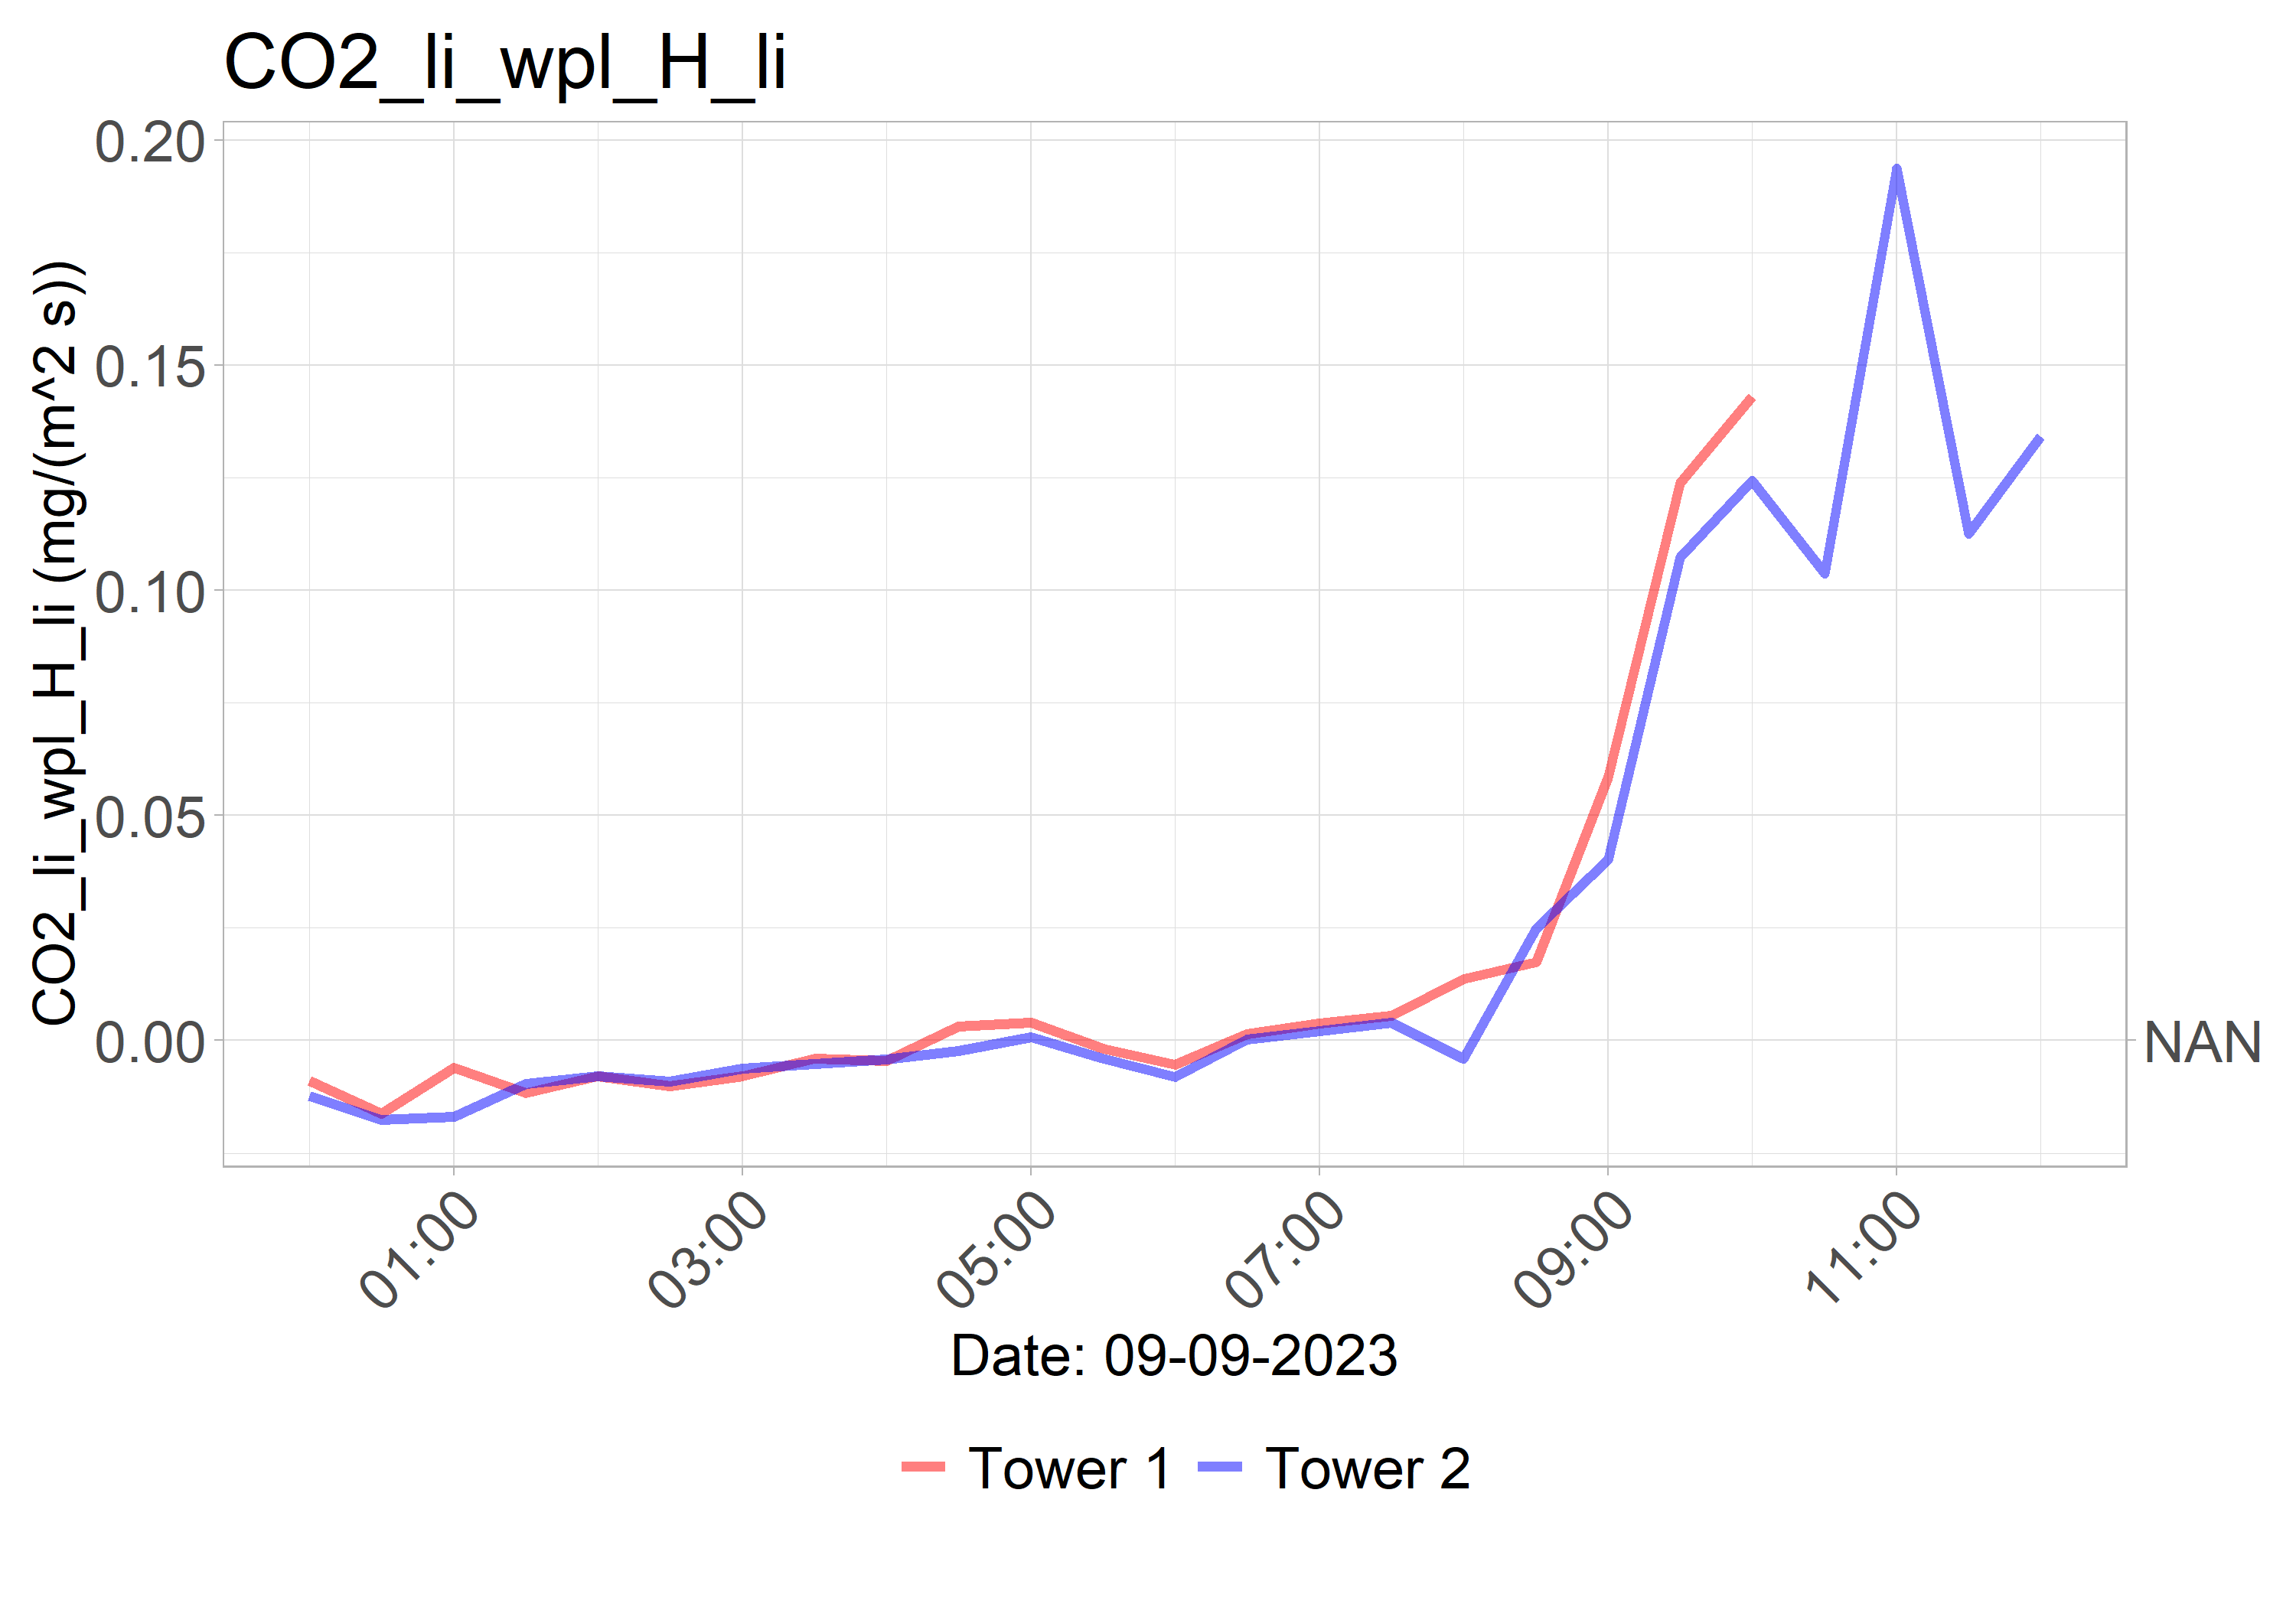 CO2_li_wpl_H_li
CO2_li_wpl_H_li (mg/(m^2 s))
0.20
0.15
0.10
0.05
0.00
NAN
01:00
03:00
05:00
07:00
09:00
11:00
Date: 09-09-2023
Tower 1
Tower 2